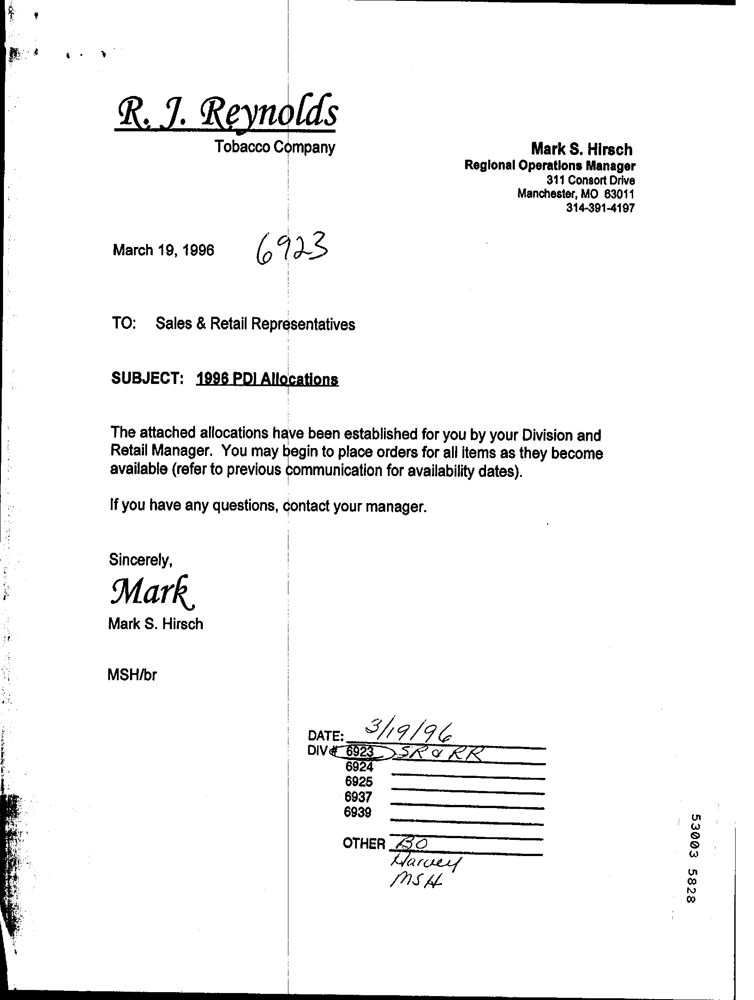 R. J. Reynolds
Tobacco Company
Mark S. Hirsch
Regional Operations Manager
311 Consort Drive
Manchester, MO 63011
314-391-4197
March 19, 1996 6923
TO: Sales & Retail Representatives
SUBJECT: 1996 PDI Allocations
The attached allocations have been established for you by your Division and
Retail Manager. You may begin to place orders for all items as they become
available (refer to previous communication for availability dates).
If you have any questions, contact your manager.
Sincerely,
Mark
Mark S. Hirsch
MSH/br
DATE: 3/19/96
DIV# 6923 SR & RR
6924
6925
6937
6939
OTHER BO
Harvey
MSH
53003 5828